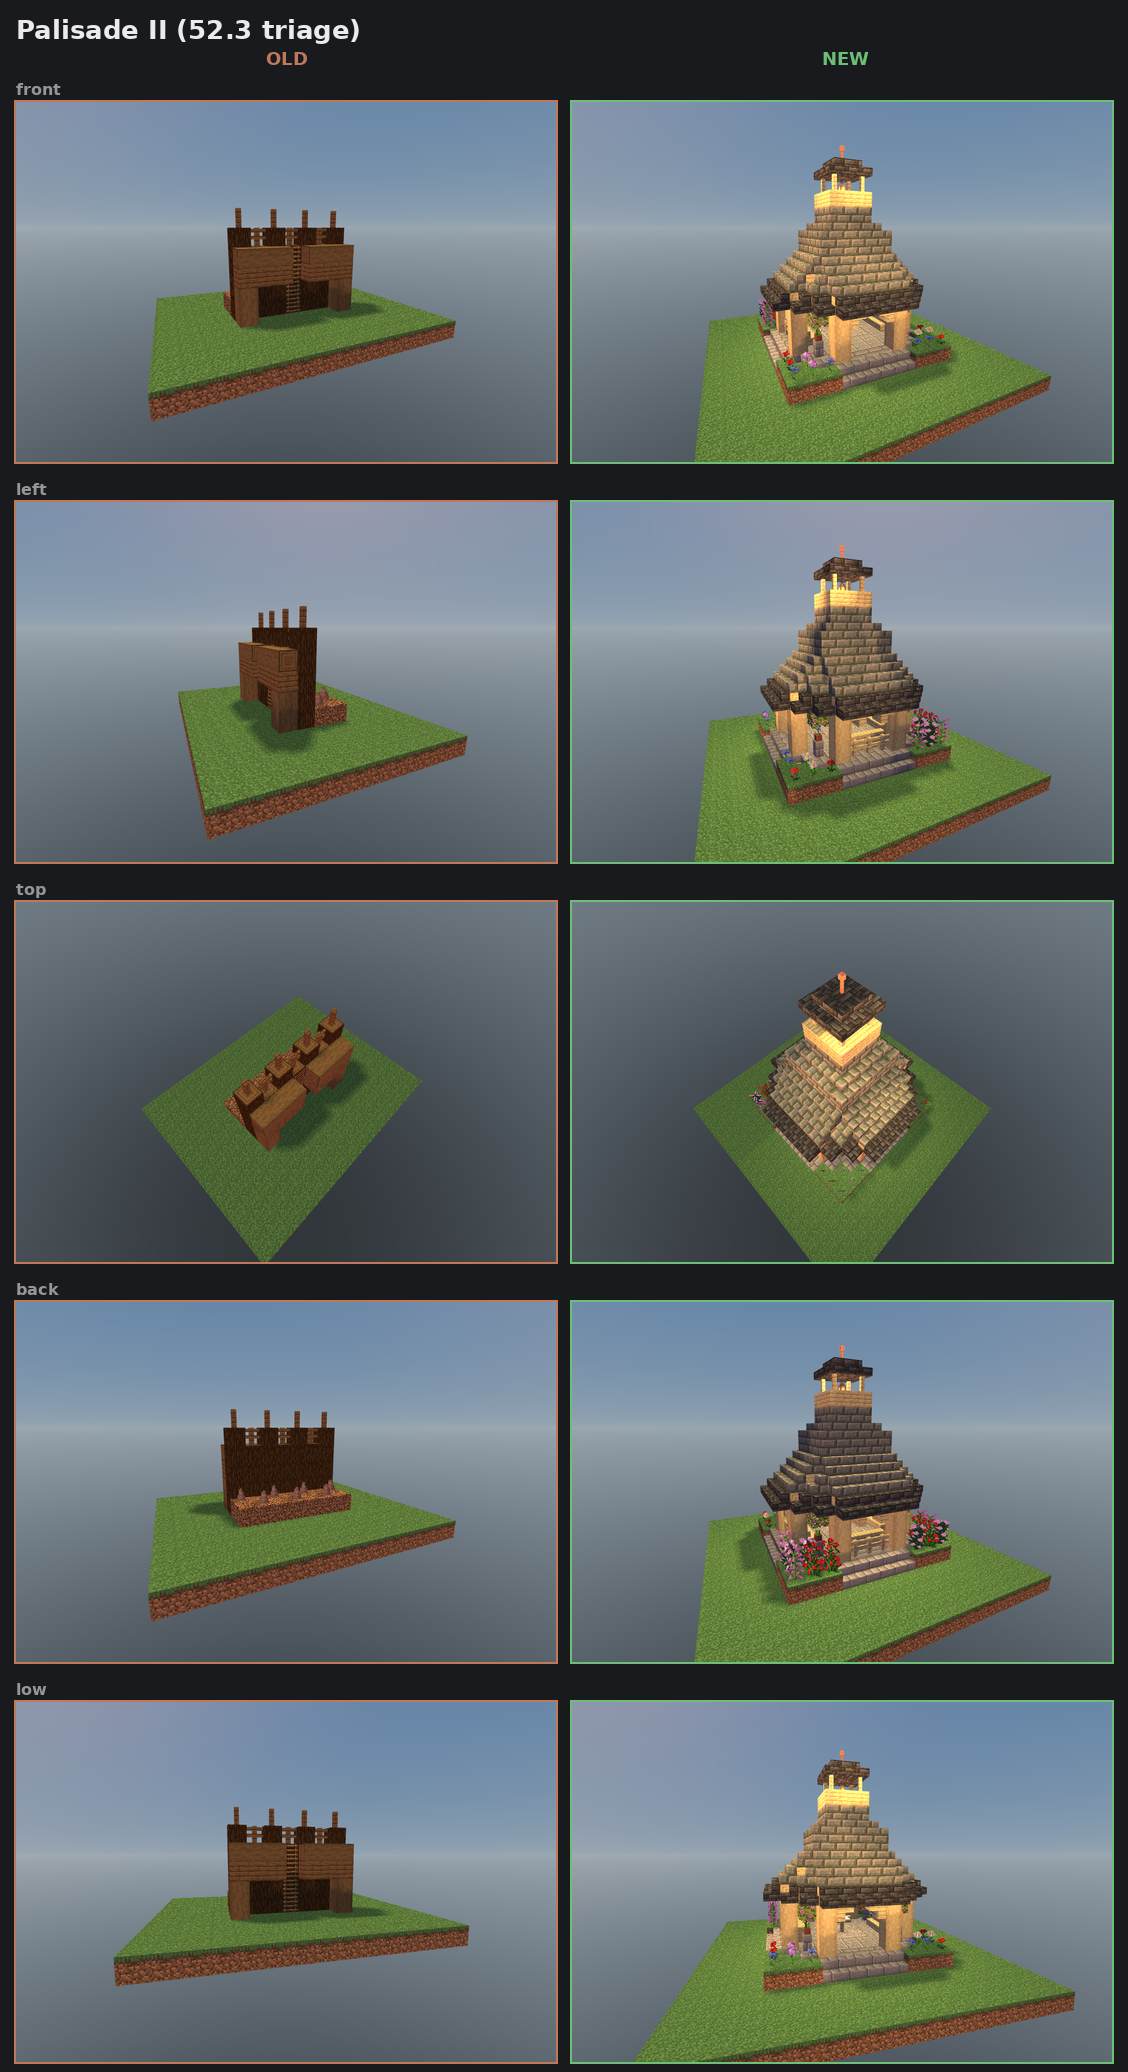 Palisade II (52.3 triage)
OLD
NEW
front
left
top
back
low